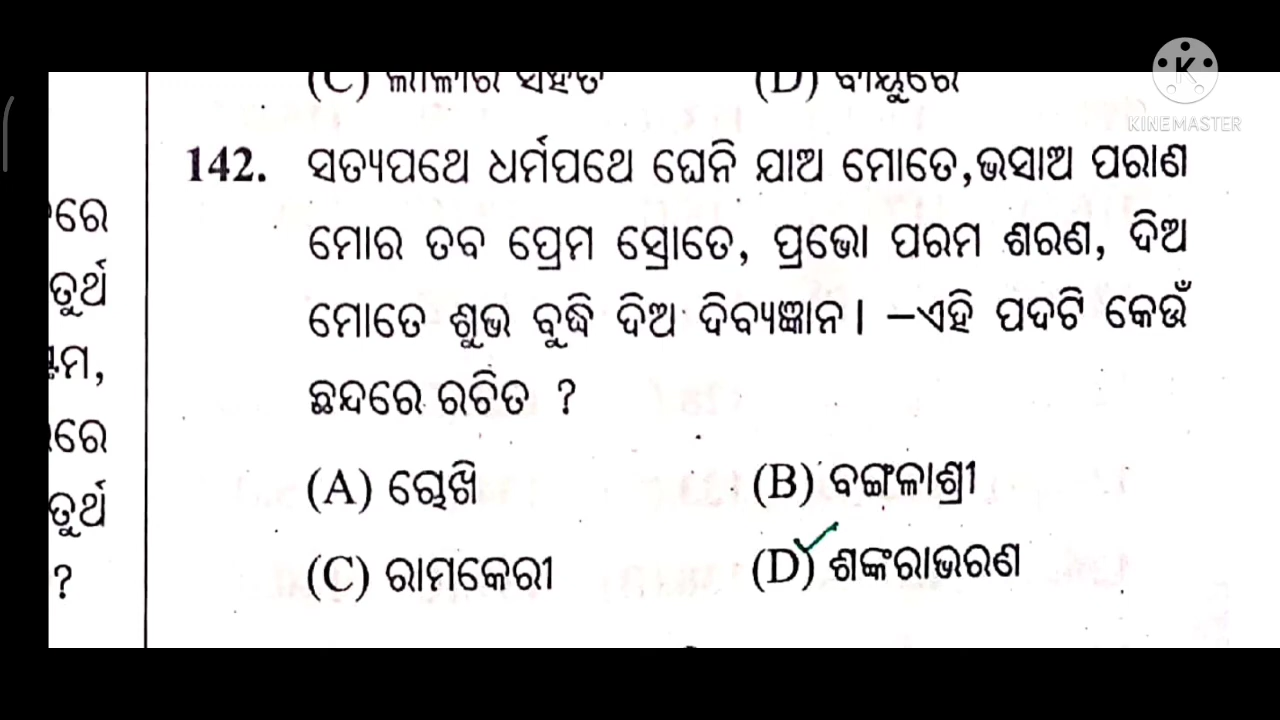 (C) ଲୀଳାର ସହିତ (D) ବାୟୁରେ
KINEMASTER
142. ସତ୍ୟପଥେ ଧର୍ମପଥେ ଘେନି ଯାଅ ମୋତେ, ଭସାଅ ପରାଣ
ରେ
ମୋର ତବ ପ୍ରେମ ସ୍ରୋତେ, ପ୍ରଭୋ ପରମ ଶରଣ, ଦିଅ
ତୁର୍ଥ
ମୋତେ ଶୁଭ ବୁଦ୍ଧି ଦିଅ ଦିବ୍ୟଜ୍ଞାନ। –ଏହି ପଦଟି କେଉଁ
ମ,
ଛନ୍ଦରେ ରଚିତ ?
ରେ
(A) ଚୋଖି (B) ବଙ୍ଗଳାଶ୍ରୀ
ତୁର୍ଥ
(C) ରାମକେରୀ (D) ଶଙ୍କରାଭରଣ
?